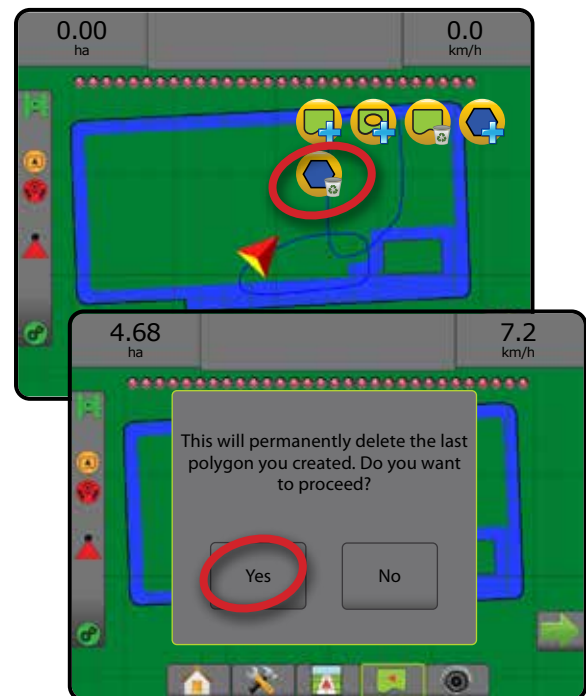 0.00
ha
0.0
km/h
4.68
ha
7.2
km/h
This will permanently delete the last
polygon you created. Do you want
to proceed?
Yes
No